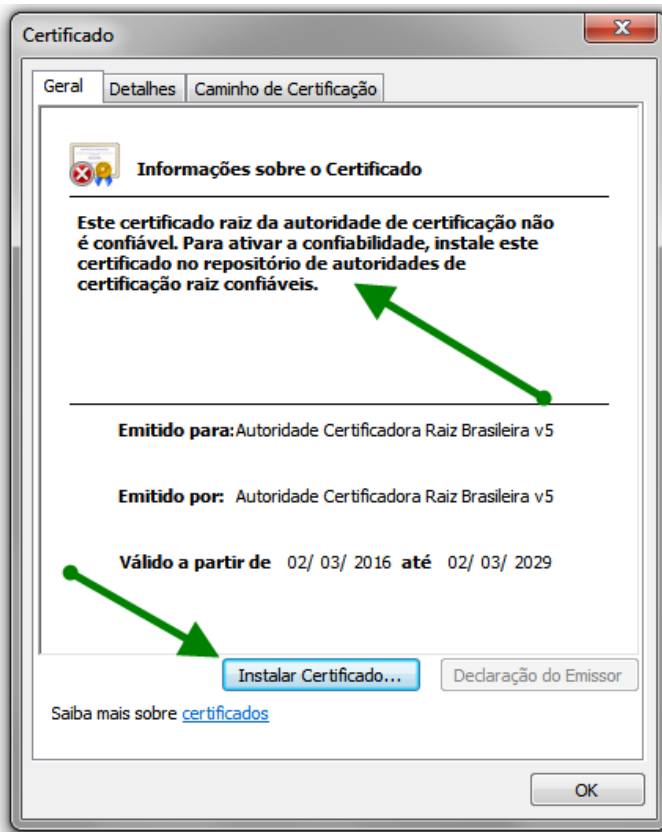 Certificado
Geral
Detalhes
Caminho de Certificação
Informações sobre o Certificado
Este certificado raiz da autoridade de certificação não
é confiável. Para ativar a confiabilidade, instale este
certificado no repositório de autoridades de
certificação raiz confiáveis.
Emitido para: Autoridade Certificadora Raiz Brasileira v5
Emitido por: Autoridade Certificadora Raiz Brasileira v5
Válido a partir de 02/ 03/ 2016 até 02/ 03/ 2029
Instalar Certificado...
Declaração do Emissor
Saiba mais sobre certificados
OK